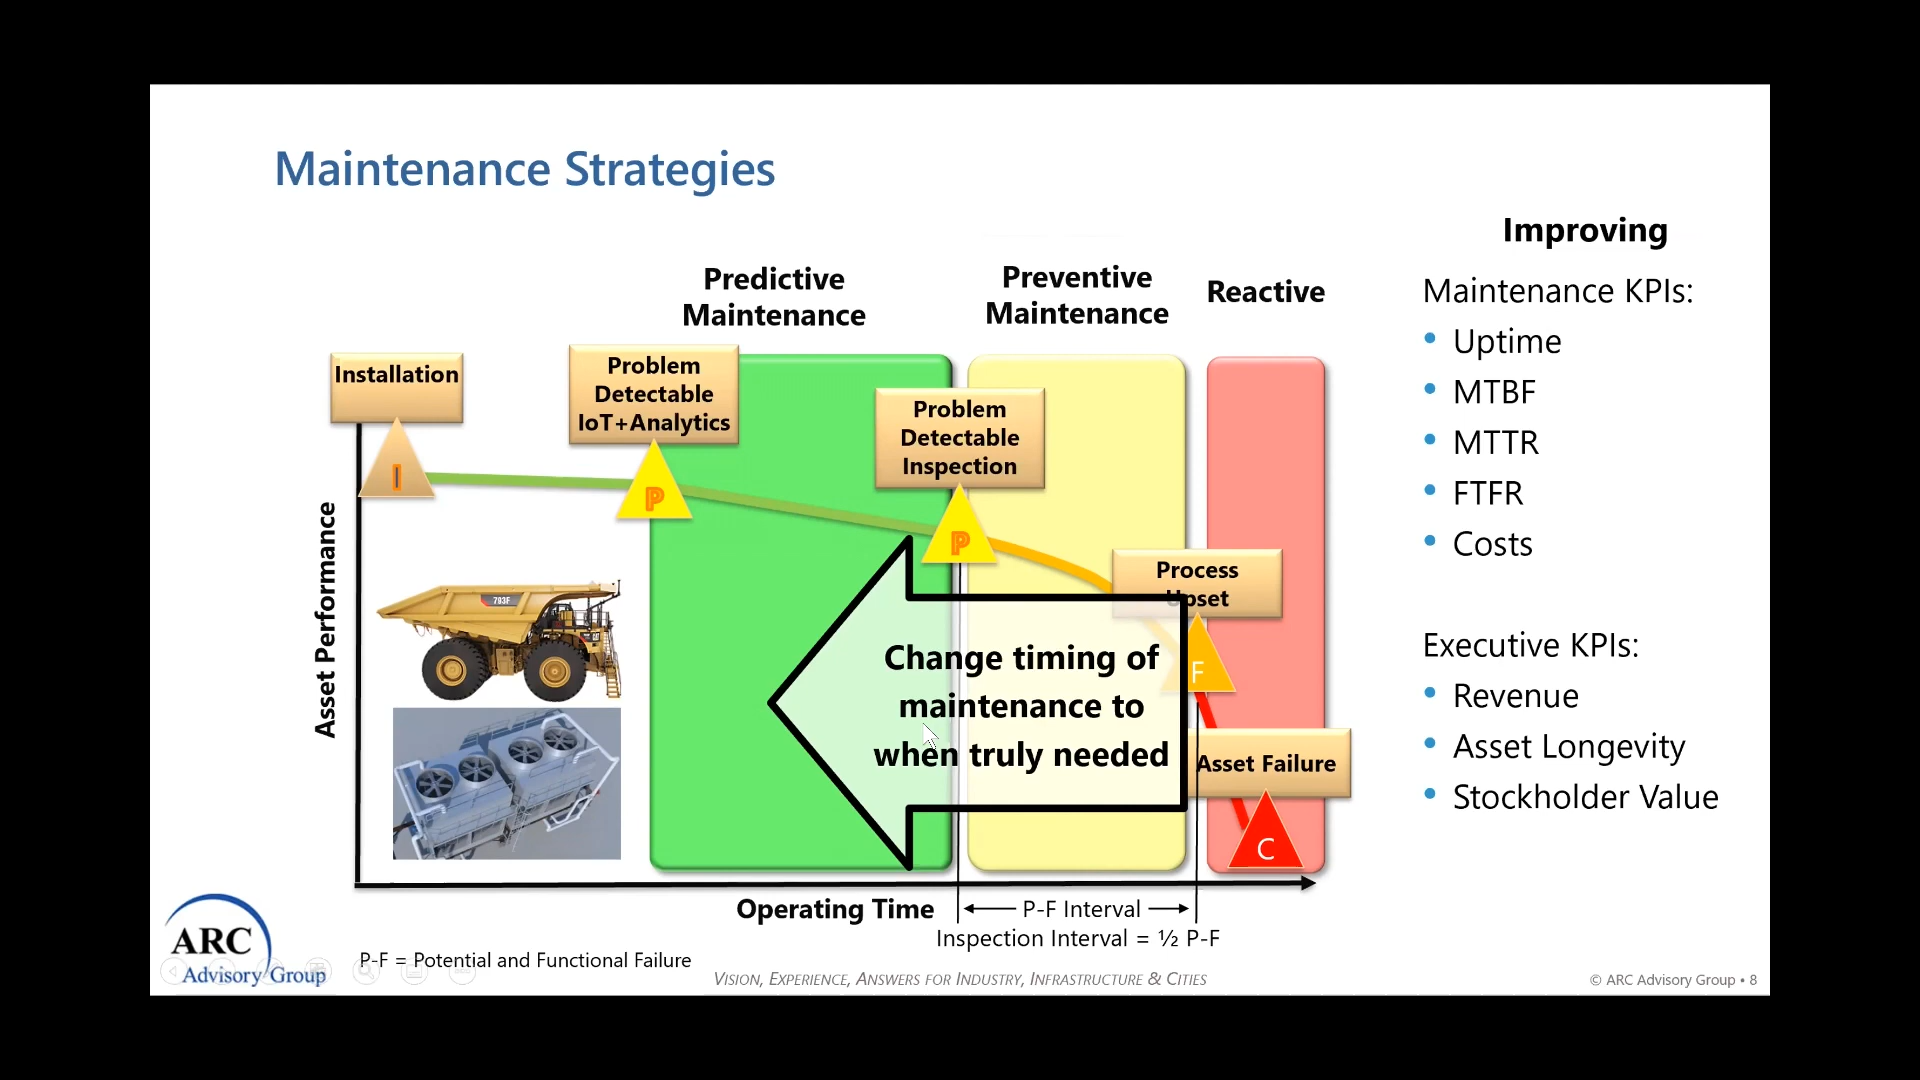 Maintenance Strategies
Improving
Predictive
Maintenance
Preventive
Maintenance
Reactive
Installation
Problem
Detectable
IoT+Analytics
Problem
Detectable
Inspection
Process
Upset
Asset Failure
I
P
P
F
C
793F
CAT
Change timing of
maintenance to
when truly needed
Asset Performance
Operating Time
P-F Interval
Inspection Interval = ½ P-F
P-F = Potential and Functional Failure
Maintenance KPIs:
• Uptime
• MTBF
• MTTR
• FTFR
• Costs
Executive KPIs:
• Revenue
• Asset Longevity
• Stockholder Value
ARC
Advisory Group
VISION, EXPERIENCE, ANSWERS FOR INDUSTRY, INFRASTRUCTURE & CITIES
© ARC Advisory Group • 8